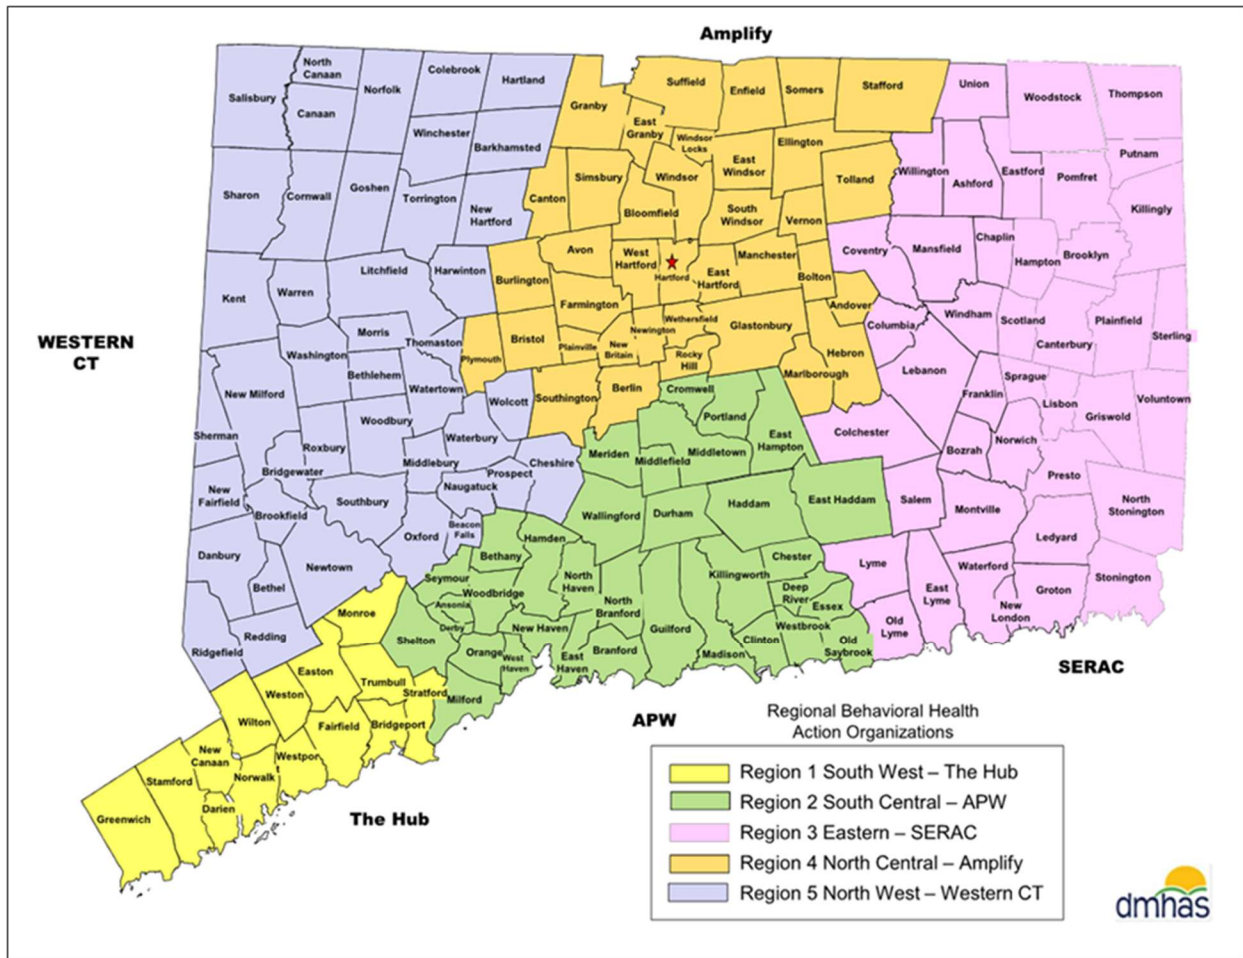 Amplify
North
Canaan
Colebrook
Hartland
Salisbury
Norfolk
Canaan
Winchester
Barkhamsted
Suffield
Enfield
Somers
Stafford
Granby
East
Granby
Windsor
Locks
East
Windsor
Ellington
Union
Woodstock
Thompson
Putnam
Sharon
Cornwall
Goshen
Torrington
New
Hartford
Canton
Simsbury
Windsor
Bloomfield
South
Windsor
Vernon
Tolland
Willington
Ashford
Eastford
Pomfret
Killingly
Kent
Warren
Litchfield
Harwinton
Burlington
Avon
West
Hartford
Hartford
East
Hartford
Manchester
Bolton
Coventry
Mansfield
Chaplin
Hampton
Brooklyn
Farmington
Wethersfield
Newington
Glastonbury
Andover
Columbia
Windham
Scotland
Canterbury
Plainfield
Sterling
WESTERN
CT
Washington
Morris
Thomaston
Bethlehem
Watertown
Plymouth
Bristol
Plainville
New
Britain
Rocky
Hill
Hebron
Marlborough
Lebanon
Franklin
Sprague
Lisbon
Griswold
Voluntown
New Milford
Woodbury
Wolcott
Southington
Berlin
Cromwell
Portland
East
Hampton
Colchester
Bozrah
Norwich
Presto
Sherman
Roxbury
Bridgewater
Waterbury
Middlebury
Cheshire
Prospect
Naugatuck
Meriden
Middlefield
Middletown
New
Fairfield
Brookfield
Southbury
Oxford
Beacon
Falls
Wallingford
Durham
Haddam
East Haddam
Salem
Montville
North
Stonington
Ledyard
Danbury
Bethel
Newtown
Hamden
Bethany
Seymour
Woodbridge
Ansonia
Derby
North
Haven
North
Branford
Killingworth
Chester
Deep
River
Essex
Lyme
East
Lyme
Waterford
New
London
Groton
Stonington
Ridgefield
Redding
Monroe
Shelton
Orange
New Haven
West
Haven
East
Haven
Branford
Guilford
Madison
Clinton
Westbrook
Old
Saybrook
Old
Lyme
SERAC
Easton
Trumbull
Stratford
Milford
Weston
Wilton
Fairfield
Bridgeport
Westpor
New
Canaan
Norwalk
Stamford
Darien
Greenwich
The Hub
APW
Regional Behavioral Health
Action Organizations
Region 1 South West – The Hub
Region 2 South Central – APW
Region 3 Eastern – SERAC
Region 4 North Central – Amplify
Region 5 North West – Western CT
dmhas